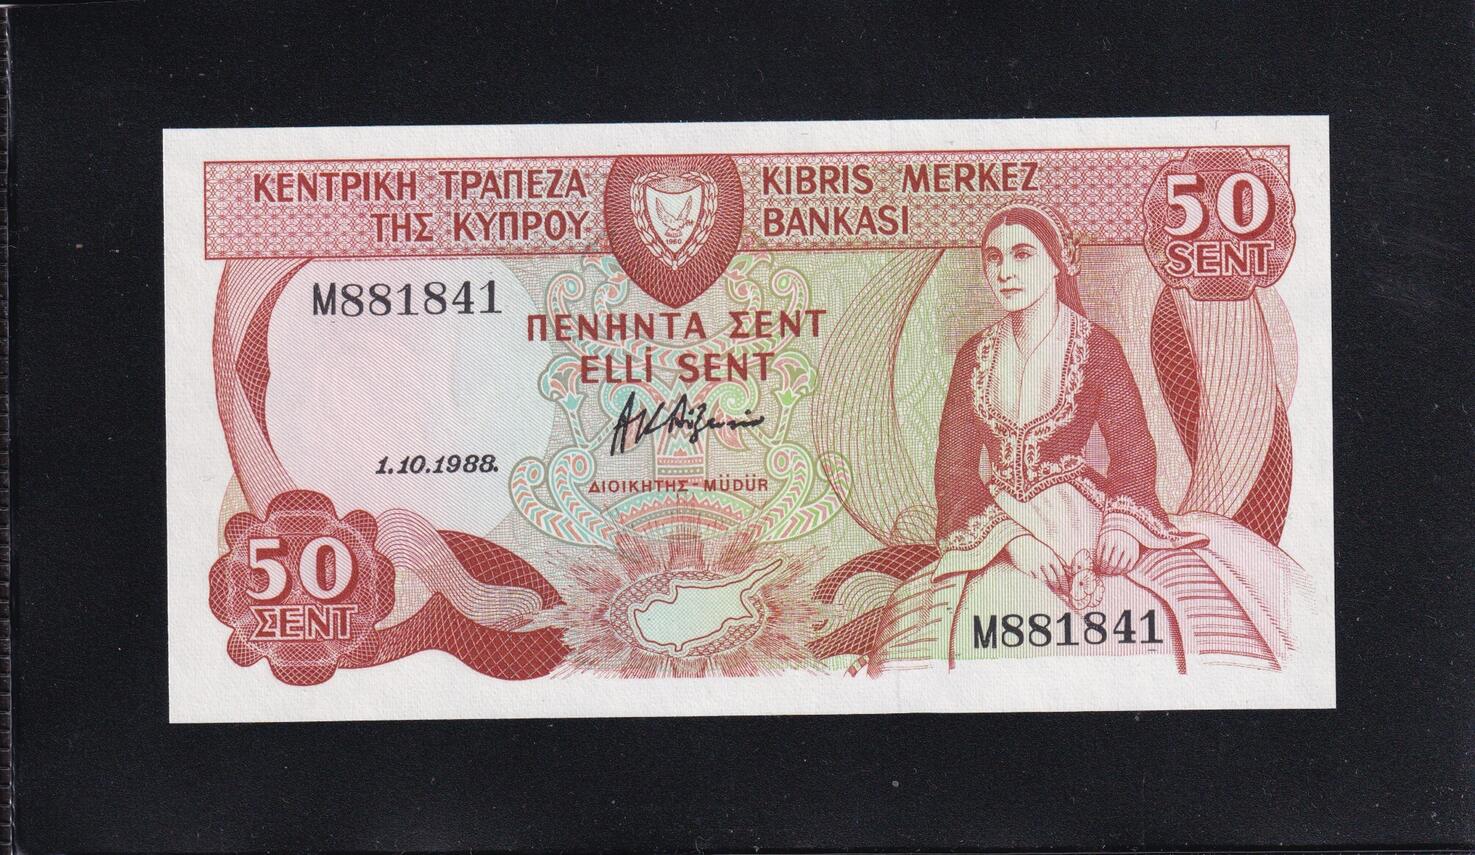 ΚΕΝΤΡΙΚΗ ΤΡΑΠΕΖΑ
ΤΗΣ ΚΥΠΡΟΥ
KIBRIS MERKEZ
BANKASI
50
SENT
1960
M881841
ΠΕΝΗΝΤΑ ΣΕΝΤ
ELLİ SENT
1.10.1988.
ΔΙΟΙΚΗΤΗΣ - MÜDÜR
50
ΣΕΝΤ
M881841